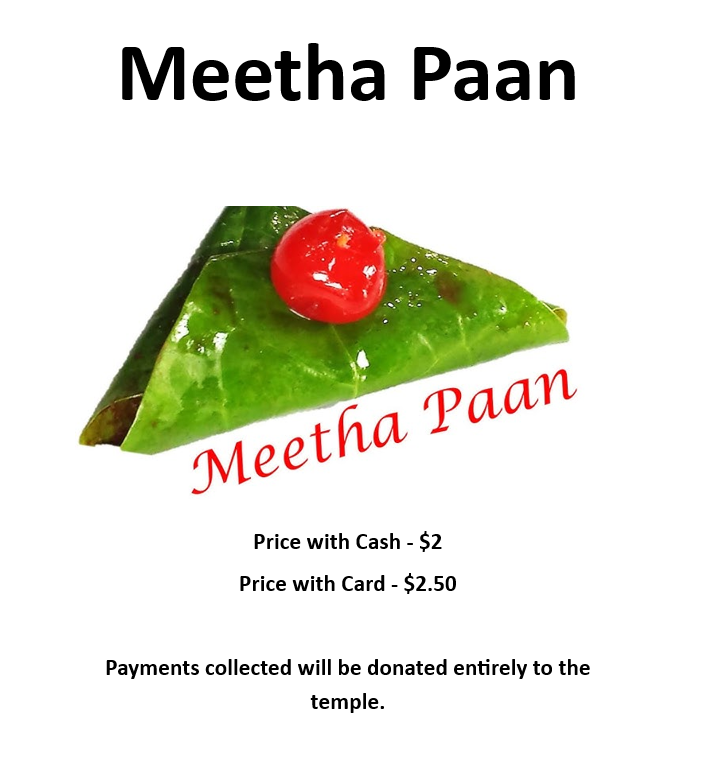 Meetha Paan
Meetha Paan
Price with Cash - $2
Price with Card - $2.50
Payments collected will be donated entirely to the
temple.